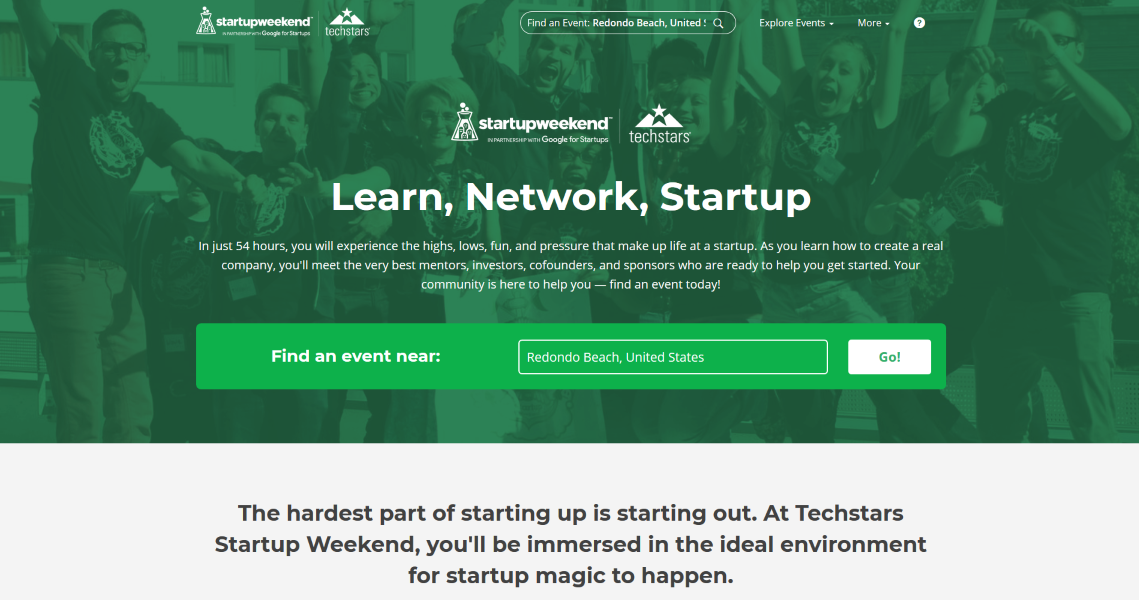 startupweekend™
IN PARTNERSHIP WITH Google for Startups
techstars
Find an Event: Redondo Beach, United S
Explore Events
More
?
startupweekend™
IN PARTNERSHIP WITH Google for Startups
techstars
Learn, Network, Startup
In just 54 hours, you will experience the highs, lows, fun, and pressure that make up life at a startup. As you learn how to create a real
company, you'll meet the very best mentors, investors, cofounders, and sponsors who are ready to help you get started. Your
community is here to help you — find an event today!
Find an event near:
Redondo Beach, United States
Go!
The hardest part of starting up is starting out. At Techstars
Startup Weekend, you'll be immersed in the ideal environment
for startup magic to happen.